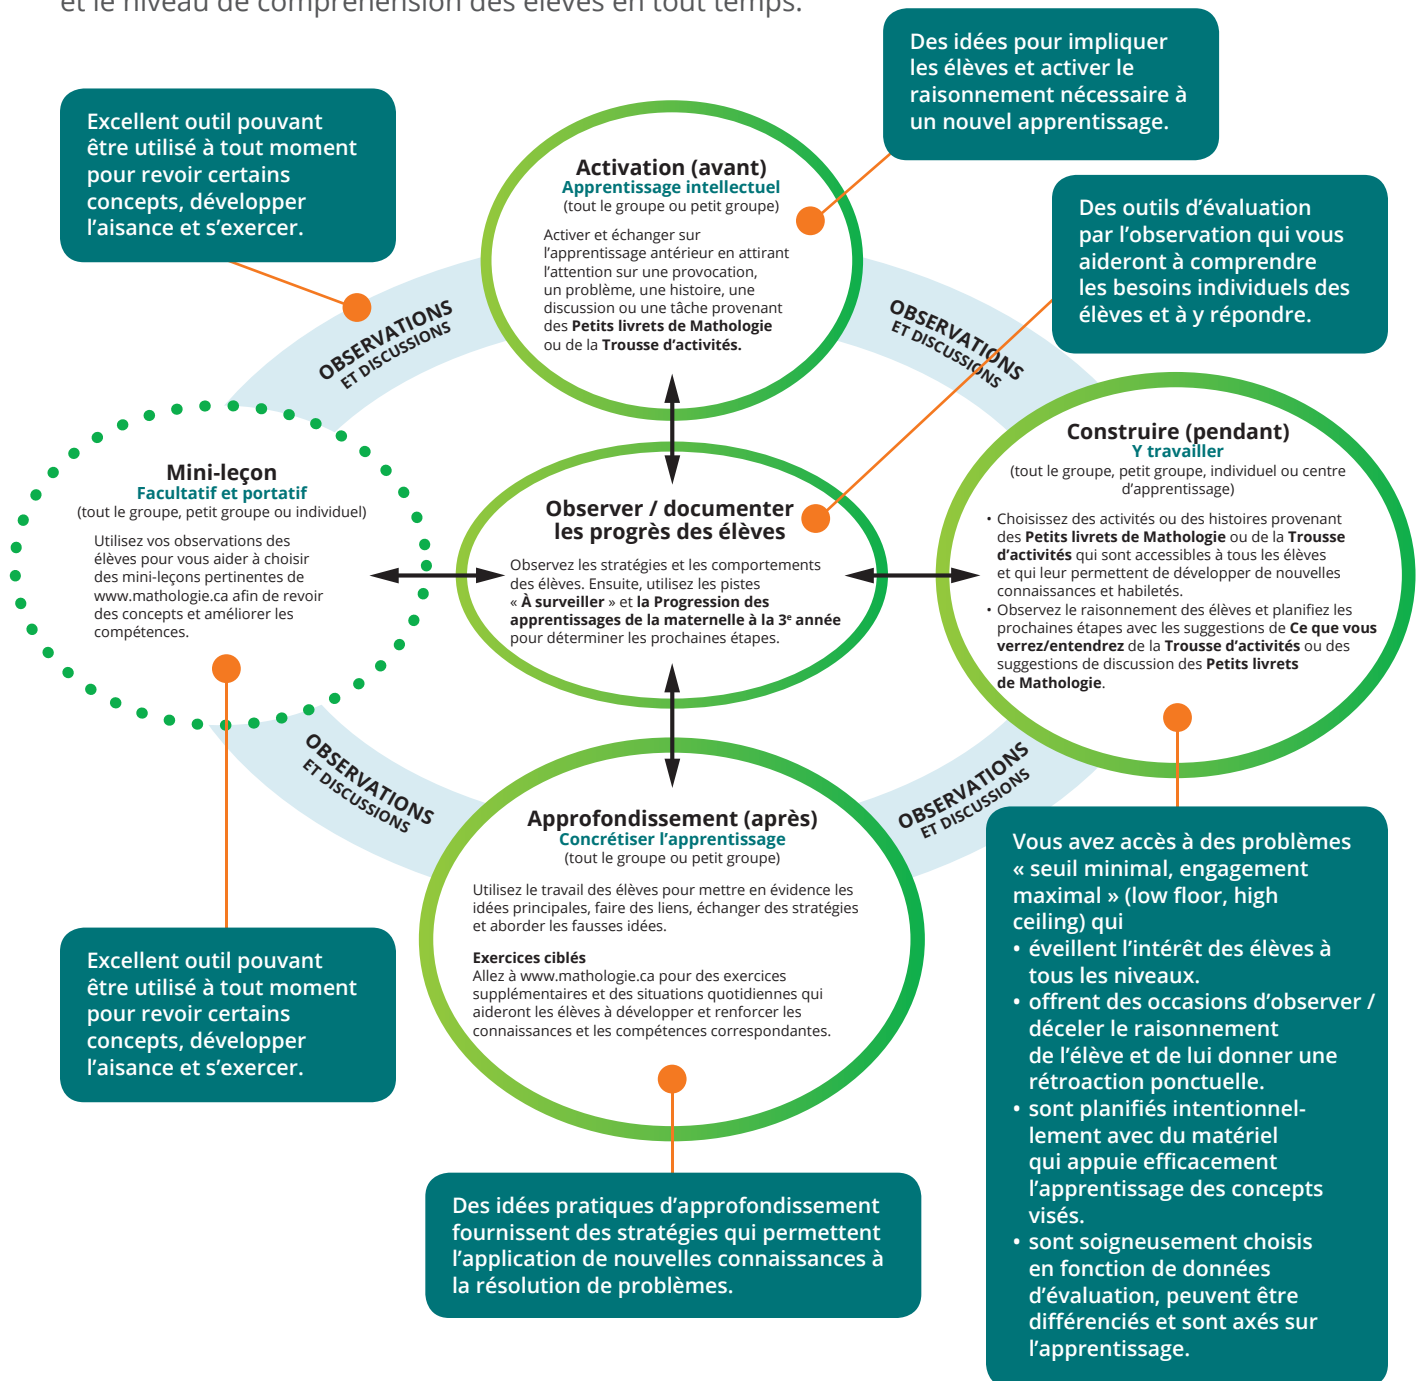 et le niveau de compréhension des élèves en tout temps.
Des idées pour impliquer
les élèves et activer le
raisonnement nécessaire à
un nouvel apprentissage.
Excellent outil pouvant
être utilisé à tout moment
pour revoir certains
concepts, développer
l’aisance et s’exercer.
Activation (avant)
Apprentissage intellectuel
(tout le groupe ou petit groupe)
Activer et échanger sur
l’apprentissage antérieur en attirant
l’attention sur une provocation,
un problème, une histoire, une
discussion ou une tâche provenant
des Petits livrets de Mathologie
ou de la Trousse d’activités.
Des outils d’évaluation
par l’observation qui vous
aideront à comprendre
les besoins individuels des
élèves et à y répondre.
OBSERVATIONS
ET DISCUSSIONS
OBSERVATIONS
ET DISCUSSIONS
Mini-leçon
Facultatif et portatif
(tout le groupe, petit groupe ou individuel)
Utilisez vos observations des
élèves pour vous aider à choisir
des mini-leçons pertinentes de
www.mathologie.ca afin de revoir
des concepts et améliorer les
compétences.
Observer / documenter
les progrès des élèves
Observez les stratégies et les comportements
des élèves. Ensuite, utilisez les pistes
« À surveiller » et la Progression des
apprentissages de la maternelle à la 3e année
pour déterminer les prochaines étapes.
Construire (pendant)
Y travailler
(tout le groupe, petit groupe, individuel ou centre
d’apprentissage)
• Choisissez des activités ou des histoires provenant
des Petits livrets de Mathologie ou de la Trousse
d’activités qui sont accessibles à tous les élèves
et qui leur permettent de développer de nouvelles
connaissances et habiletés.
• Observez le raisonnement des élèves et planifiez les
prochaines étapes avec les suggestions de Ce que vous
verrez/entendrez de la Trousse d’activités ou des
suggestions de discussion des Petits livrets
de Mathologie.
OBSERVATIONS
ET DISCUSSIONS
OBSERVATIONS
ET DISCUSSIONS
Approfondissement (après)
Concrétiser l’apprentissage
(tout le groupe ou petit groupe)
Utilisez le travail des élèves pour mettre en évidence les
idées principales, faire des liens, échanger des stratégies
et aborder les fausses idées.
Exercices ciblés
Allez à www.mathologie.ca pour des exercices
supplémentaires et des situations quotidiennes qui
aideront les élèves à développer et renforcer les
connaissances et les compétences correspondantes.
Excellent outil pouvant
être utilisé à tout moment
pour revoir certains
concepts, développer
l’aisance et s’exercer.
Vous avez accès à des problèmes
« seuil minimal, engagement
maximal » (low floor, high
ceiling) qui
• éveillent l’intérêt des élèves à
tous les niveaux.
• offrent des occasions d’observer /
déceler le raisonnement
de l’élève et de lui donner une
rétroaction ponctuelle.
• sont planifiés intentionnel-
lement avec du matériel
qui appuie efficacement
l’apprentissage des concepts
visés.
• sont soigneusement choisis
en fonction de données
d’évaluation, peuvent être
différenciés et sont axés sur
l’apprentissage.
Des idées pratiques d’approfondissement
fournissent des stratégies qui permettent
l’application de nouvelles connaissances à
la résolution de problèmes.